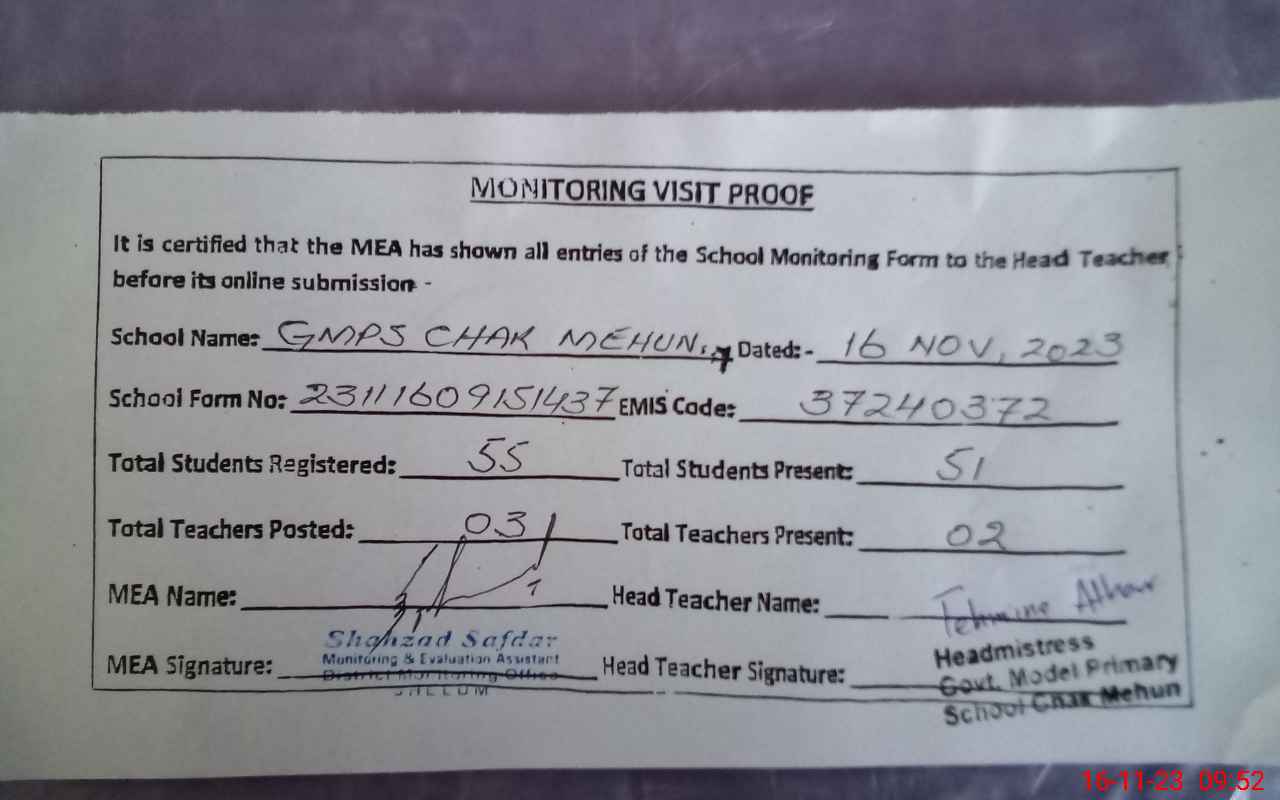 MONITORING VISIT PROOF
It is certified that the MEA has shown all entries of the School Monitoring Form to the Head Teacher
before its online submission -
School Name: GMPS CHAK MEHUN, Dated:- 16 NOV, 2023
School Form No: 23111609151437 EMIS Code: 37240372
Total Students Registered: 55 Total Students Present: 51
Total Teachers Posted: 03 Total Teachers Present: 02
MEA Name: Head Teacher Name: Tehmine Athar
Shahzad Safdar
Monitoring & Evaluation Assistant
MEA Signature: Head Teacher Signature:
District Monitoring Office
JHELUM
Headmistress
Govt. Model Primary
School Chak Mehun
16-11-23 09:52